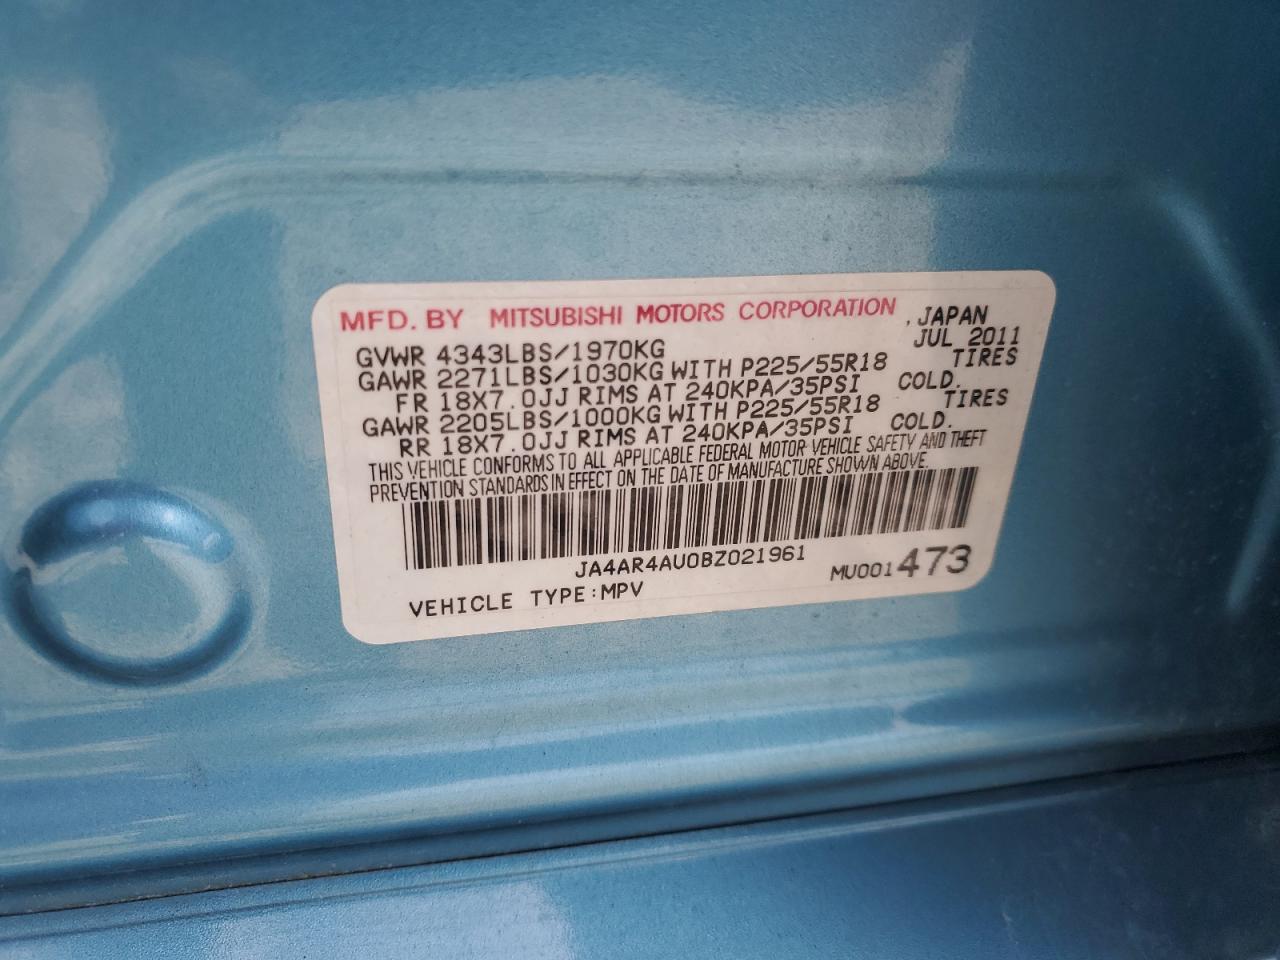 MFD. BY MITSUBISHI MOTORS CORPORATION , JAPAN
GVWR 4343LBS/1970KG JUL 2011
GAWR 2271LBS/1030KG WITH P225/55R18 TIRES
FR 18X7.0JJ RIMS AT 240KPA/35PSI COLD.
GAWR 2205LBS/1000KG WITH P225/55R18 TIRES
RR 18X7.0JJ RIMS AT 240KPA/35PSI COLD.
THIS VEHICLE CONFORMS TO ALL APPLICABLE FEDERAL MOTOR VEHICLE SAFETY AND THEFT
PREVENTION STANDARDS IN EFFECT ON THE DATE OF MANUFACTURE SHOWN ABOVE.
JA4AR4AU0BZ021961
VEHICLE TYPE:MPV MU001473